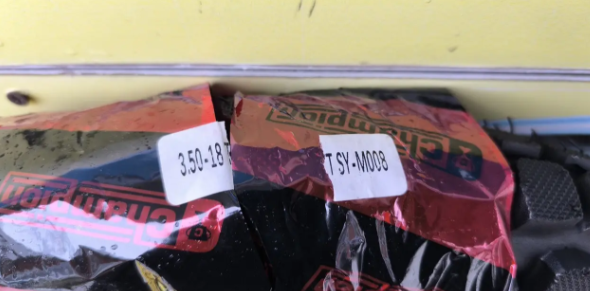 Champion
3.50-18 T
T SY-M008
Champion